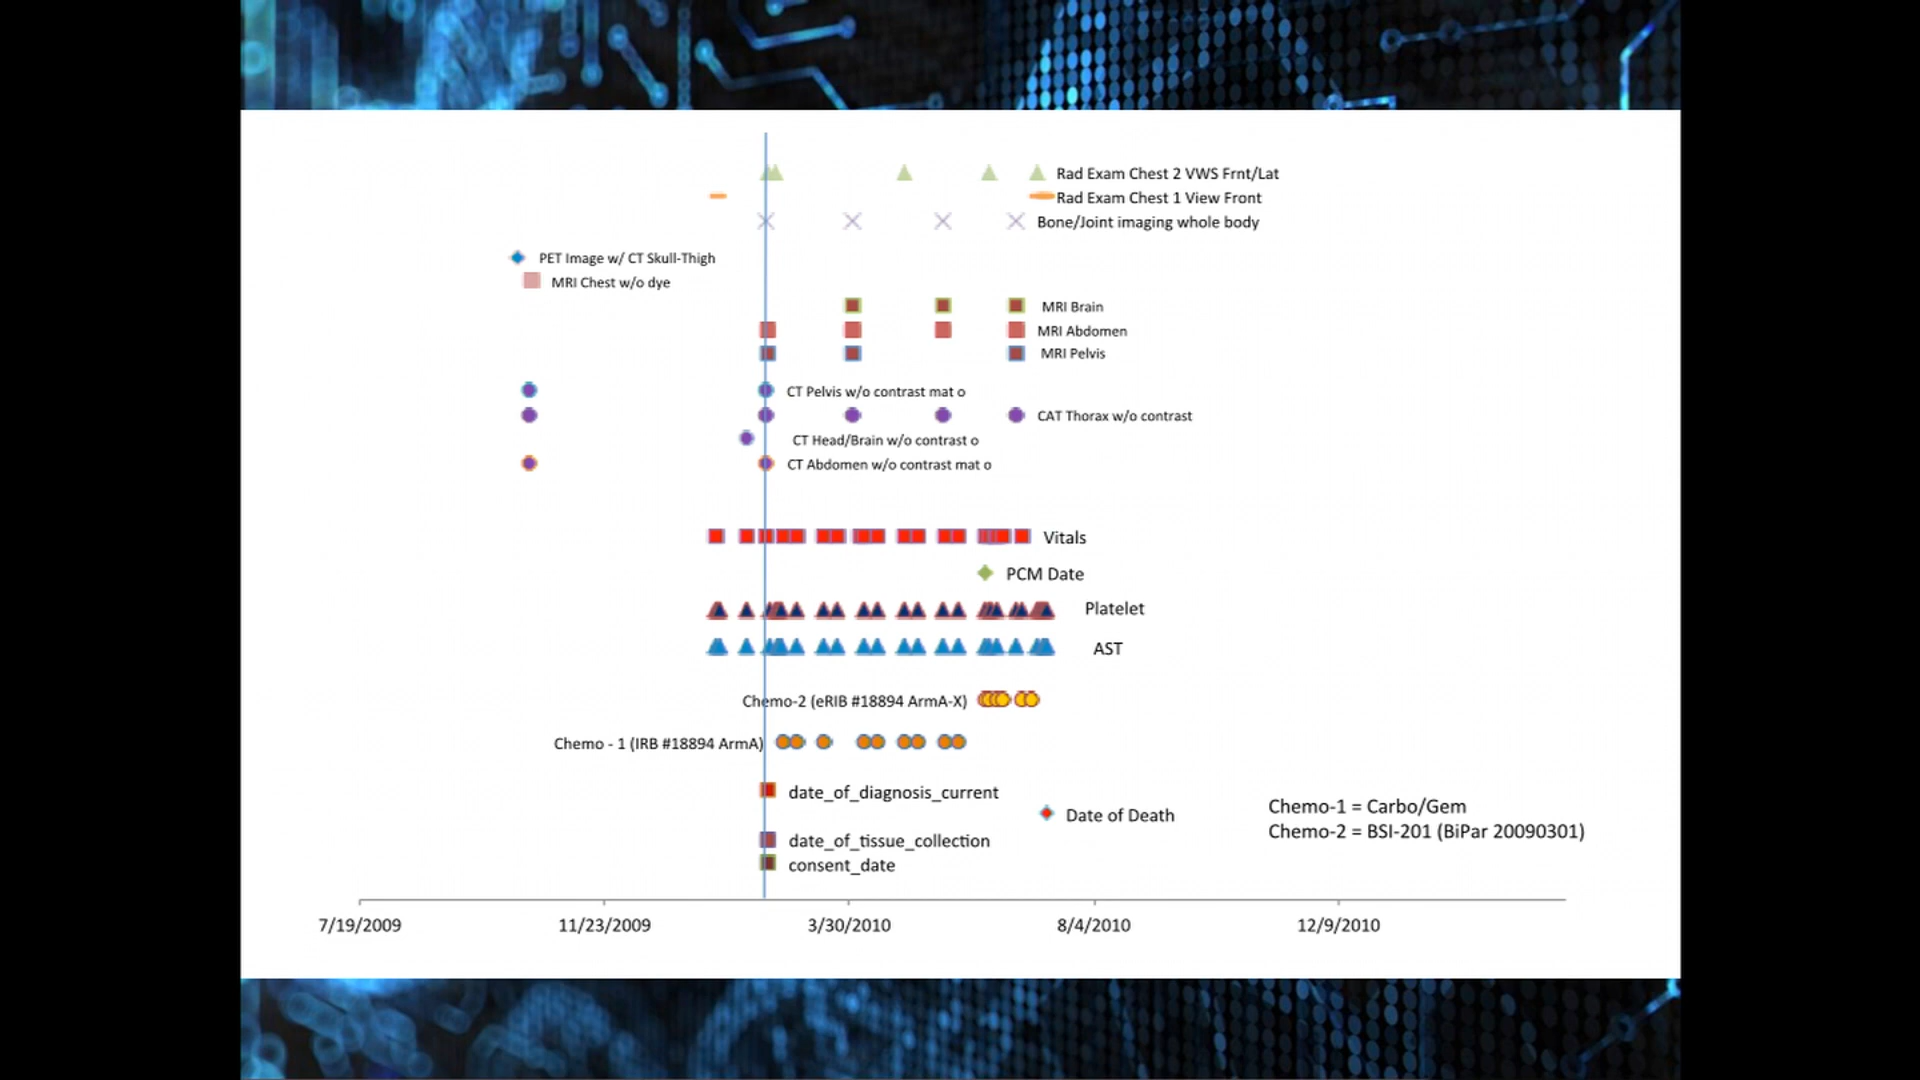 Rad Exam Chest 2 VWS Frnt/Lat
Rad Exam Chest 1 View Front
Bone/Joint imaging whole body
PET Image w/ CT Skull-Thigh
MRI Chest w/o dye
MRI Brain
MRI Abdomen
MRI Pelvis
CT Pelvis w/o contrast mat o
CAT Thorax w/o contrast
CT Head/Brain w/o contrast o
CT Abdomen w/o contrast mat o
Vitals
PCM Date
Platelet
AST
Chemo-2 (eRIB #18894 ArmA-X)
Chemo - 1 (IRB #18894 ArmA)
date_of_diagnosis_current
Date of Death
Chemo-1 = Carbo/Gem
Chemo-2 = BSI-201 (BiPar 20090301)
date_of_tissue_collection
consent_date
7/19/2009 11/23/2009 3/30/2010 8/4/2010 12/9/2010